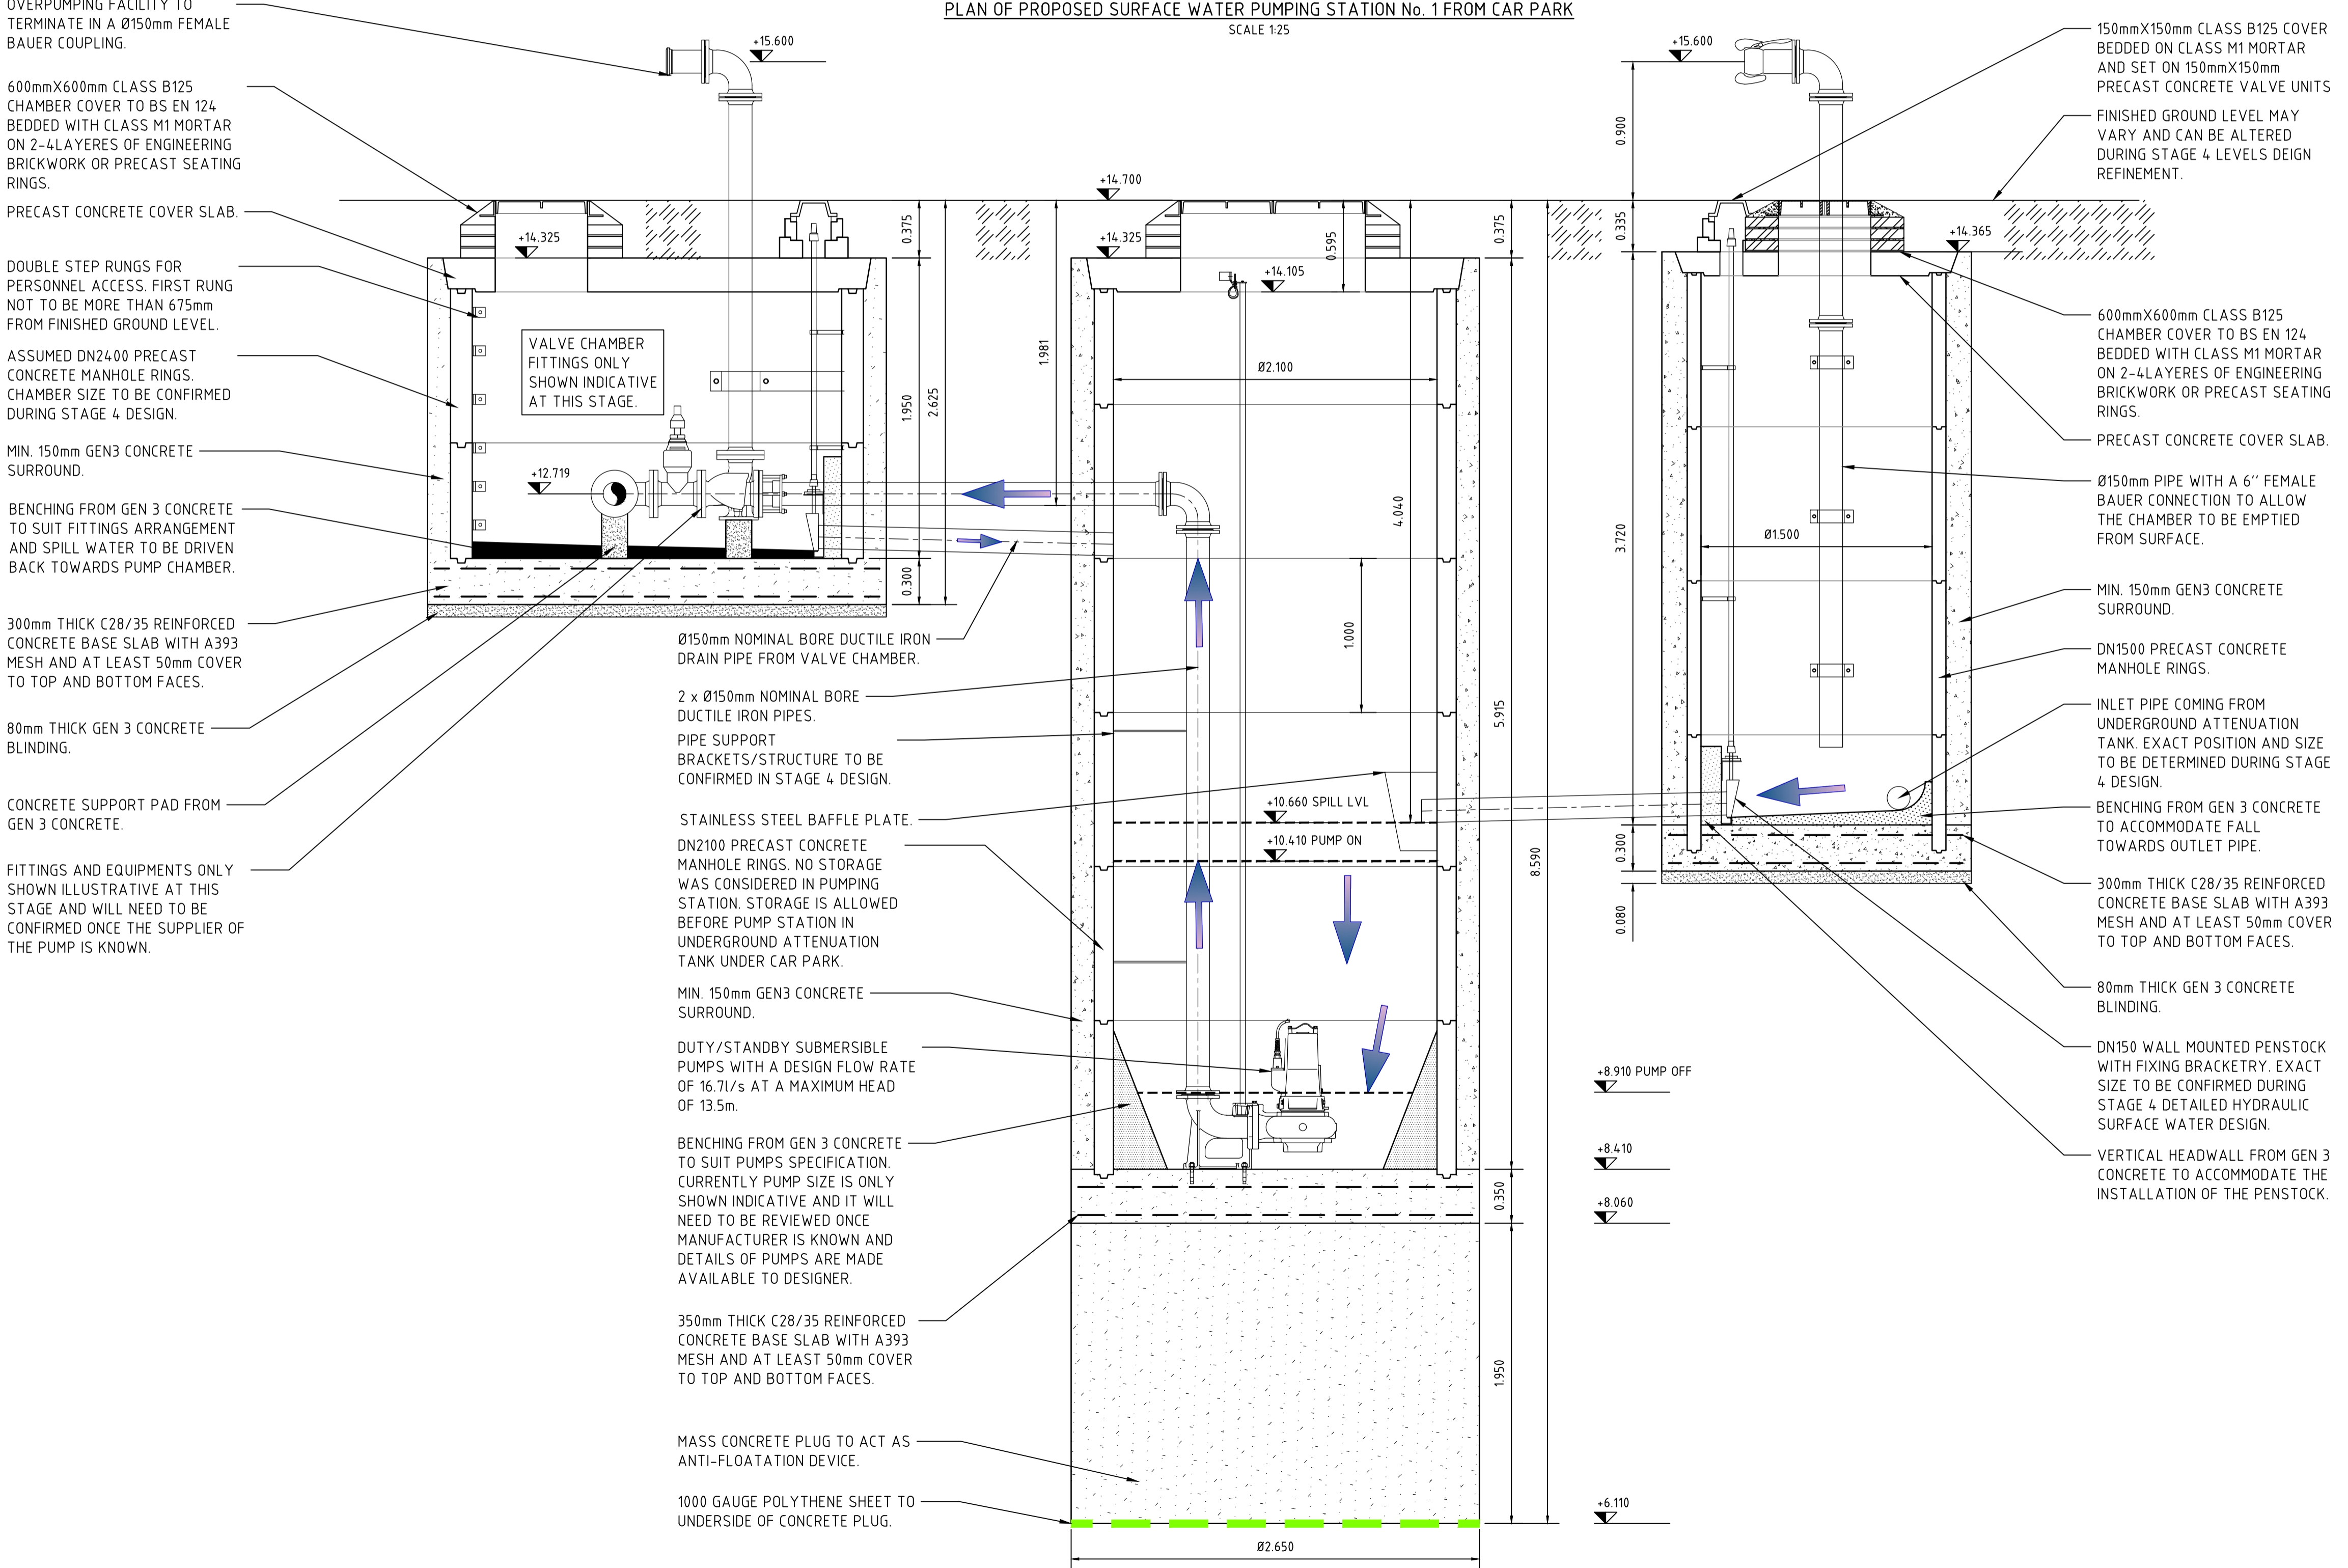 PLAN OF PROPOSED SURFACE WATER PUMPING STATION No. 1 FROM CAR PARK
SCALE 1:25
OVERPUMPING FACILITY TO
TERMINATE IN A Ø150mm FEMALE
BAUER COUPLING.
600mmX600mm CLASS B125
CHAMBER COVER TO BS EN 124
BEDDED WITH CLASS M1 MORTAR
ON 2-4LAYERES OF ENGINEERING
BRICKWORK OR PRECAST SEATING
RINGS.
PRECAST CONCRETE COVER SLAB.
DOUBLE STEP RUNGS FOR
PERSONNEL ACCESS. FIRST RUNG
NOT TO BE MORE THAN 675mm
FROM FINISHED GROUND LEVEL.
ASSUMED DN2400 PRECAST
CONCRETE MANHOLE RINGS.
CHAMBER SIZE TO BE CONFIRMED
DURING STAGE 4 DESIGN.
MIN. 150mm GEN3 CONCRETE
SURROUND.
BENCHING FROM GEN 3 CONCRETE
TO SUIT FITTINGS ARRANGEMENT
AND SPILL WATER TO BE DRIVEN
BACK TOWARDS PUMP CHAMBER.
300mm THICK C28/35 REINFORCED
CONCRETE BASE SLAB WITH A393
MESH AND AT LEAST 50mm COVER
TO TOP AND BOTTOM FACES.
80mm THICK GEN 3 CONCRETE
BLINDING.
CONCRETE SUPPORT PAD FROM
GEN 3 CONCRETE.
FITTINGS AND EQUIPMENTS ONLY
SHOWN ILLUSTRATIVE AT THIS
STAGE AND WILL NEED TO BE
CONFIRMED ONCE THE SUPPLIER OF
THE PUMP IS KNOWN.
+15.600
+14.325
VALVE CHAMBER
FITTINGS ONLY
SHOWN INDICATIVE
AT THIS STAGE.
+12.719
0.375
1.950
2.625
0.300
Ø150mm NOMINAL BORE DUCTILE IRON
DRAIN PIPE FROM VALVE CHAMBER.
2 x Ø150mm NOMINAL BORE
DUCTILE IRON PIPES.
PIPE SUPPORT
BRACKETS/STRUCTURE TO BE
CONFIRMED IN STAGE 4 DESIGN.
STAINLESS STEEL BAFFLE PLATE.
DN2100 PRECAST CONCRETE
MANHOLE RINGS. NO STORAGE
WAS CONSIDERED IN PUMPING
STATION. STORAGE IS ALLOWED
BEFORE PUMP STATION IN
UNDERGROUND ATTENUATION
TANK UNDER CAR PARK.
MIN. 150mm GEN3 CONCRETE
SURROUND.
DUTY/STANDBY SUBMERSIBLE
PUMPS WITH A DESIGN FLOW RATE
OF 16.7l/s AT A MAXIMUM HEAD
OF 13.5m.
BENCHING FROM GEN 3 CONCRETE
TO SUIT PUMPS SPECIFICATION.
CURRENTLY PUMP SIZE IS ONLY
SHOWN INDICATIVE AND IT WILL
NEED TO BE REVIEWED ONCE
MANUFACTURER IS KNOWN AND
DETAILS OF PUMPS ARE MADE
AVAILABLE TO DESIGNER.
350mm THICK C28/35 REINFORCED
CONCRETE BASE SLAB WITH A393
MESH AND AT LEAST 50mm COVER
TO TOP AND BOTTOM FACES.
MASS CONCRETE PLUG TO ACT AS
ANTI-FLOATATION DEVICE.
1000 GAUGE POLYTHENE SHEET TO
UNDERSIDE OF CONCRETE PLUG.
+14.700
+14.325
+14.105
0.595
1.981
Ø2.100
4.040
1.000
+10.660 SPILL LVL
+10.410 PUMP ON
0.375
5.915
8.590
0.350
1.950
Ø2.650
+8.910 PUMP OFF
+8.410
+8.060
+6.110
+15.600
0.900
0.335
+14.365
3.720
Ø1.500
0.300
0.080
150mmX150mm CLASS B125 COVER
BEDDED ON CLASS M1 MORTAR
AND SET ON 150mmX150mm
PRECAST CONCRETE VALVE UNITS
FINISHED GROUND LEVEL MAY
VARY AND CAN BE ALTERED
DURING STAGE 4 LEVELS DEIGN
REFINEMENT.
600mmX600mm CLASS B125
CHAMBER COVER TO BS EN 124
BEDDED WITH CLASS M1 MORTAR
ON 2-4LAYERES OF ENGINEERING
BRICKWORK OR PRECAST SEATING
RINGS.
PRECAST CONCRETE COVER SLAB.
Ø150mm PIPE WITH A 6'' FEMALE
BAUER CONNECTION TO ALLOW
THE CHAMBER TO BE EMPTIED
FROM SURFACE.
MIN. 150mm GEN3 CONCRETE
SURROUND.
DN1500 PRECAST CONCRETE
MANHOLE RINGS.
INLET PIPE COMING FROM
UNDERGROUND ATTENUATION
TANK. EXACT POSITION AND SIZE
TO BE DETERMINED DURING STAGE
4 DESIGN.
BENCHING FROM GEN 3 CONCRETE
TO ACCOMMODATE FALL
TOWARDS OUTLET PIPE.
300mm THICK C28/35 REINFORCED
CONCRETE BASE SLAB WITH A393
MESH AND AT LEAST 50mm COVER
TO TOP AND BOTTOM FACES.
80mm THICK GEN 3 CONCRETE
BLINDING.
DN150 WALL MOUNTED PENSTOCK
WITH FIXING BRACKETRY. EXACT
SIZE TO BE CONFIRMED DURING
STAGE 4 DETAILED HYDRAULIC
SURFACE WATER DESIGN.
VERTICAL HEADWALL FROM GEN 3
CONCRETE TO ACCOMMODATE THE
INSTALLATION OF THE PENSTOCK.